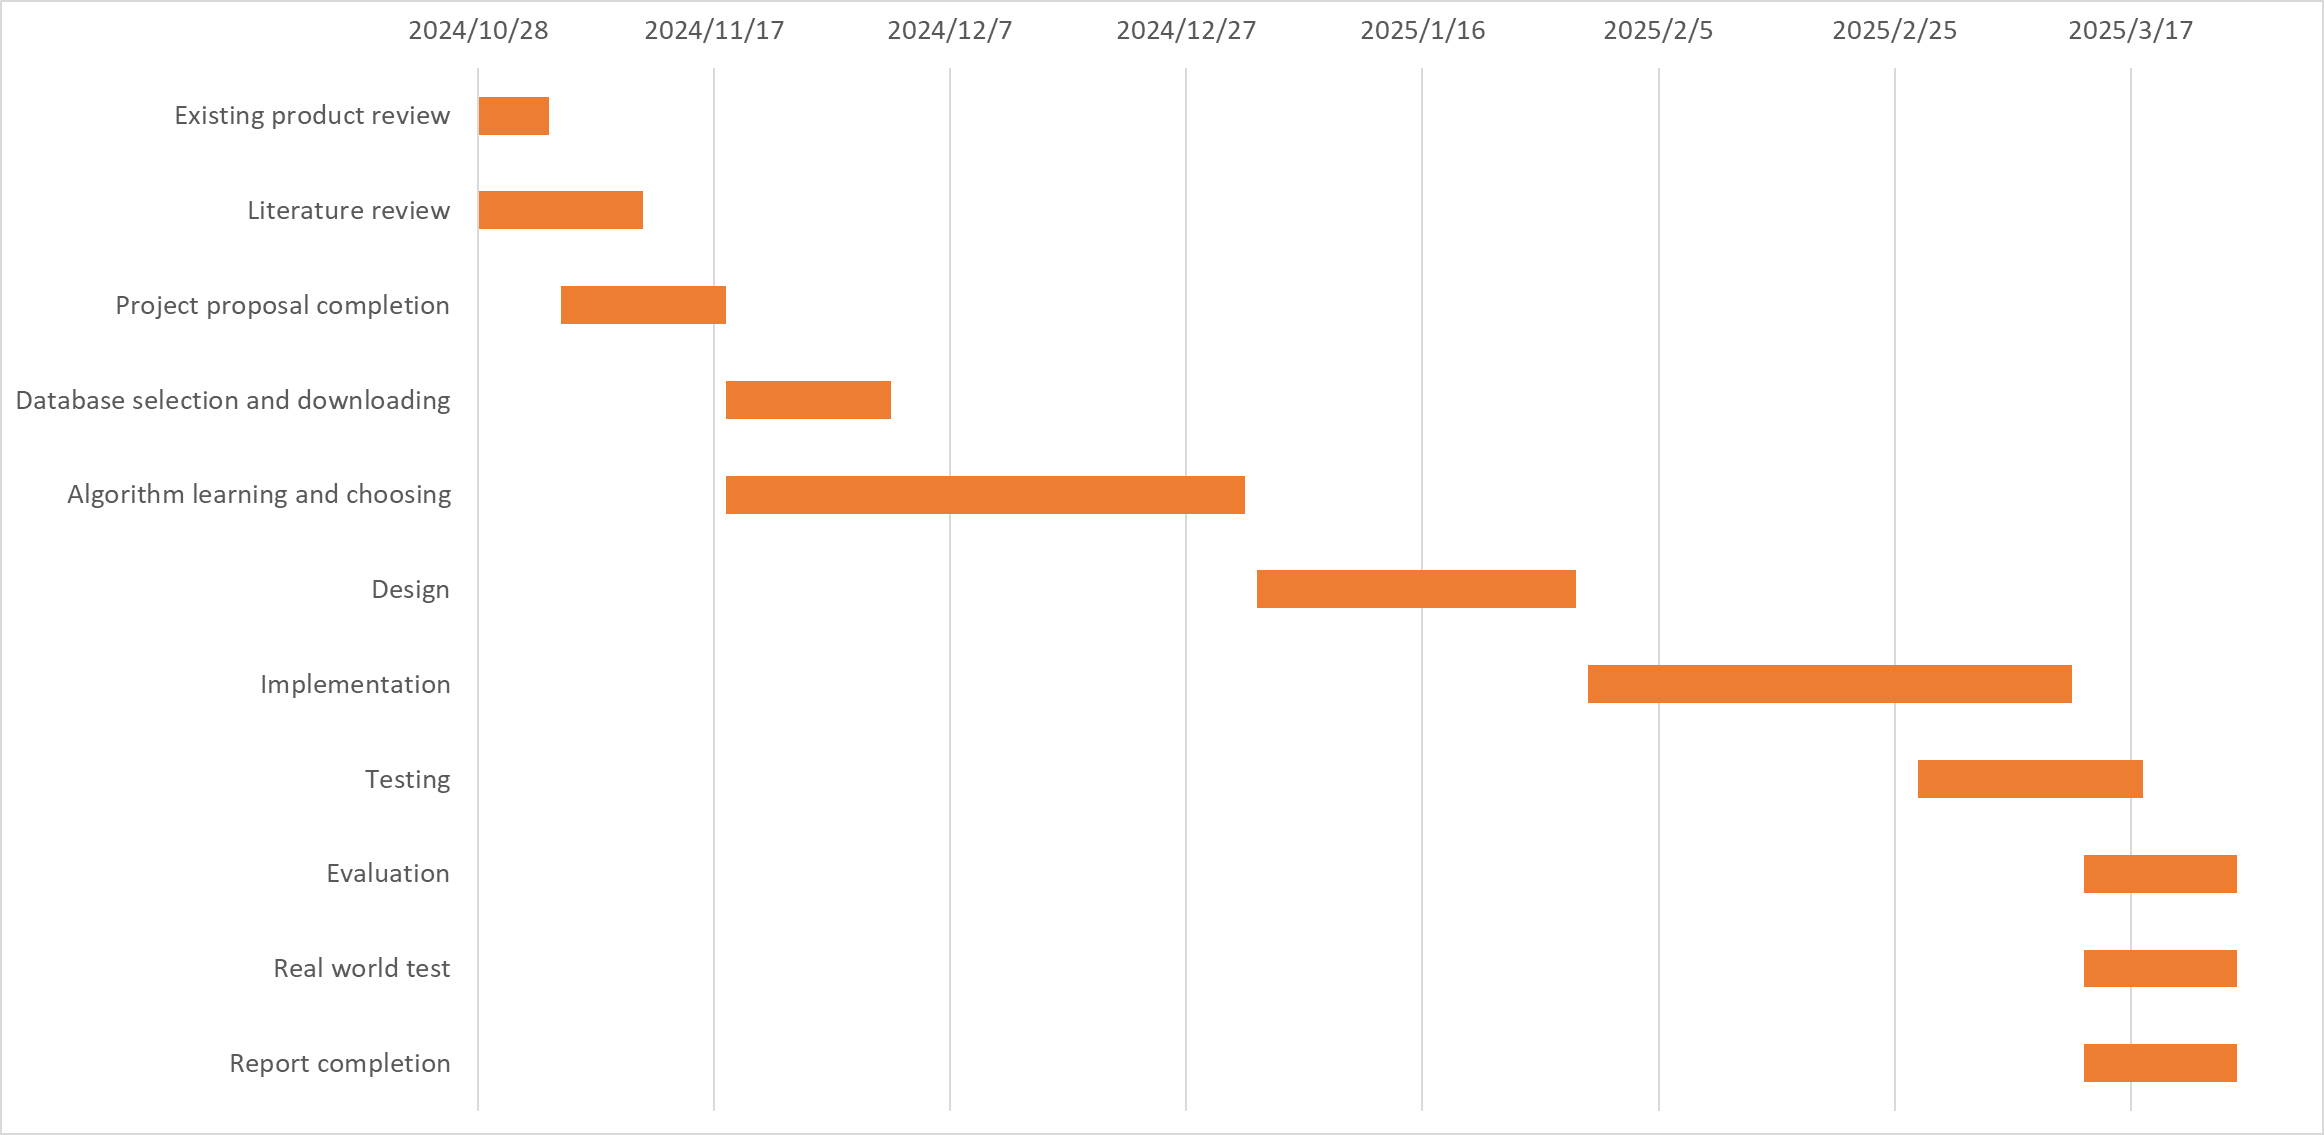 2024/10/28 2024/11/17 2024/12/7 2024/12/27 2025/1/16 2025/2/5 2025/2/25 2025/3/17
Existing product review
Literature review
Project proposal completion
Database selection and downloading
Algorithm learning and choosing
Design
Implementation
Testing
Evaluation
Real world test
Report completion